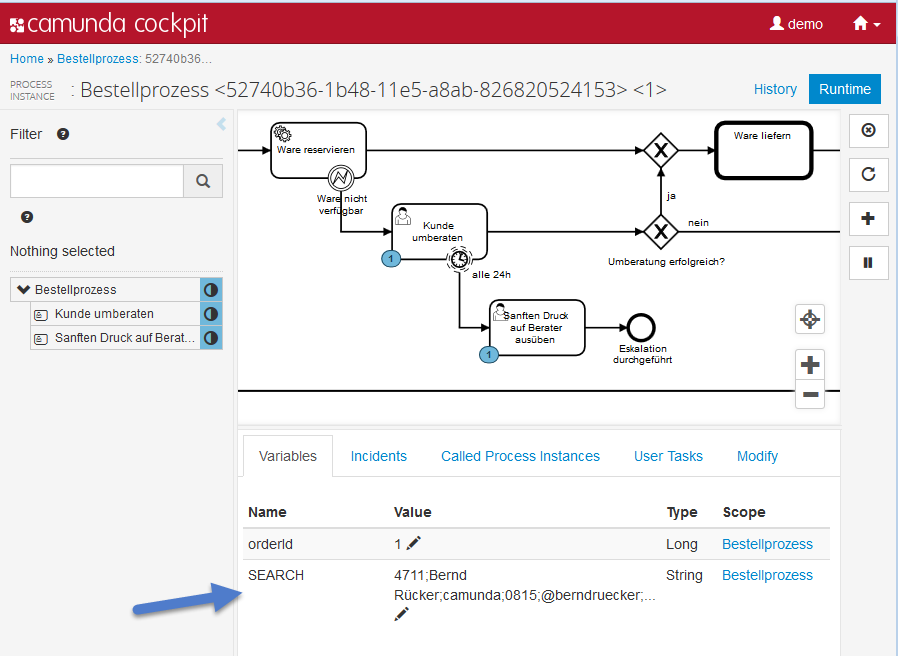 camunda cockpit
demo
Home » Bestellprozess: 52740b36...
PROCESS
INSTANCE
: Bestellprozess <52740b36-1b48-11e5-a8ab-826820524153> <1>
History
Runtime
Filter
Nothing selected
Bestellprozess
Kunde umberaten
Sanften Druck auf Berat...
Ware reservieren
Ware nicht
verfügbar
Kunde
umberaten
1
alle 24h
Sanften Druck
auf Berater
ausüben
1
Eskalation
durchgeführt
Ware liefern
ja
nein
Umberatung erfolgreich?
Variables
Incidents
Called Process Instances
User Tasks
Modify
Name Value Type Scope
orderId 1 Long Bestellprozess
SEARCH 4711;Bernd String Bestellprozess
Rücker;camunda;0815;@berndruecker;...